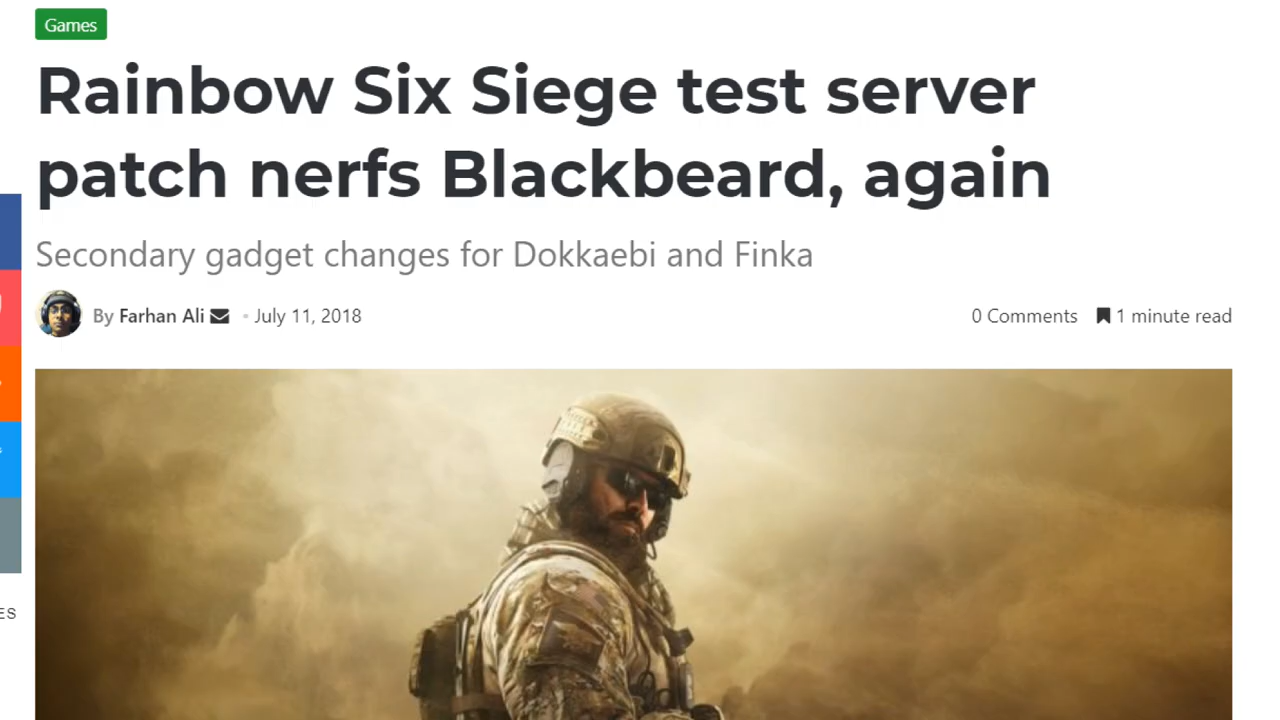 Games
Rainbow Six Siege test server
patch nerfs Blackbeard, again
Secondary gadget changes for Dokkaebi and Finka
By Farhan Ali July 11, 2018
0 Comments 1 minute read
ES